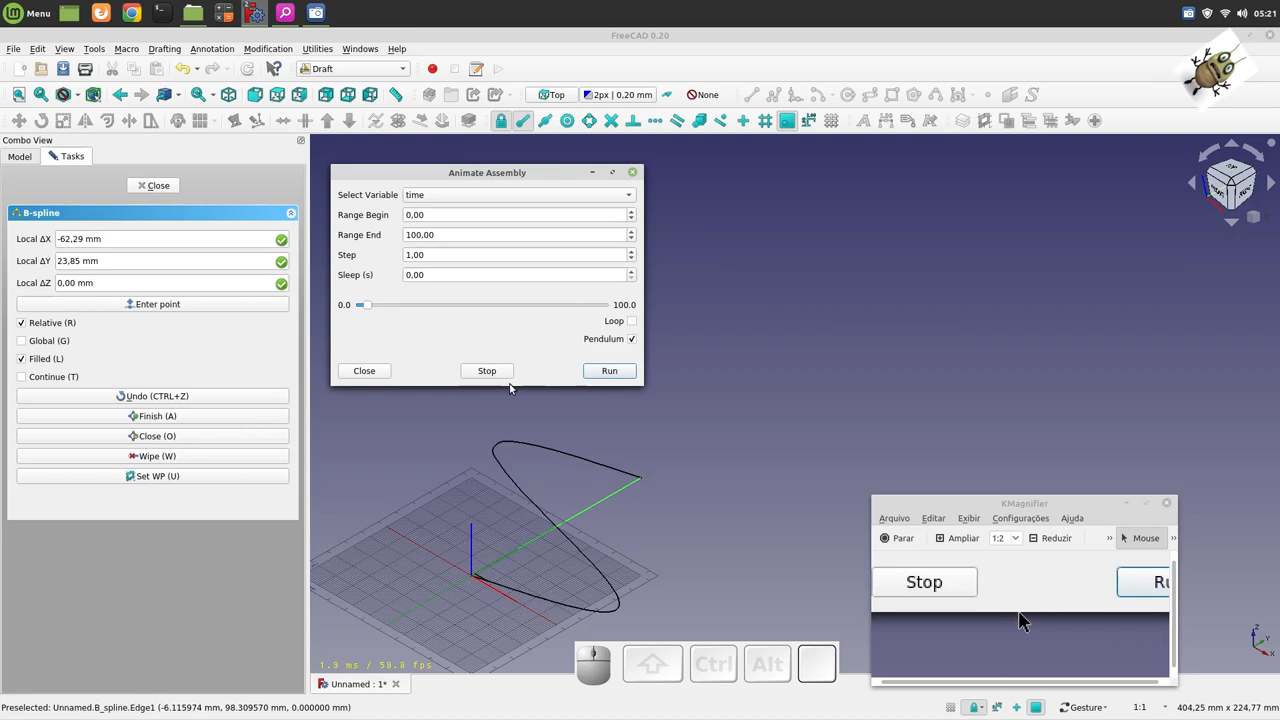 Menu
05:21
FreeCAD 0.20
File Edit View Tools Macro Drafting Annotation Modification Utilities Windows Help
Draft
Top
2px | 0,20 mm
None
Combo View
Model
Tasks
Close
B-spline
Local ΔX
-62,29 mm
Local ΔY
23,85 mm
Local ΔZ
0,00 mm
Enter point
Relative (R)
Global (G)
Filled (L)
Continue (T)
Undo (CTRL+Z)
Finish (A)
Close (O)
Wipe (W)
Set WP (U)
Animate Assembly
Select Variable
time
Range Begin
0,00
Range End
100,00
Step
1,00
Sleep (s)
0,00
0.0
100.0
Loop
Pendulum
Close
Stop
Run
KMagnifier
Arquivo Editar Exibir Configurações Ajuda
Parar
Ampliar
1:2
Reduzir
»
Mouse
»
Stop
Ru
Ctrl
Alt
1.9 ms / 50.0 fps
Unnamed : 1*
Preselected: Unnamed.B_spline.Edge1 (-6.115974 mm, 98.309570 mm, 0.000000 mm)
Gesture
1:1
404,25 mm x 224,77 mm